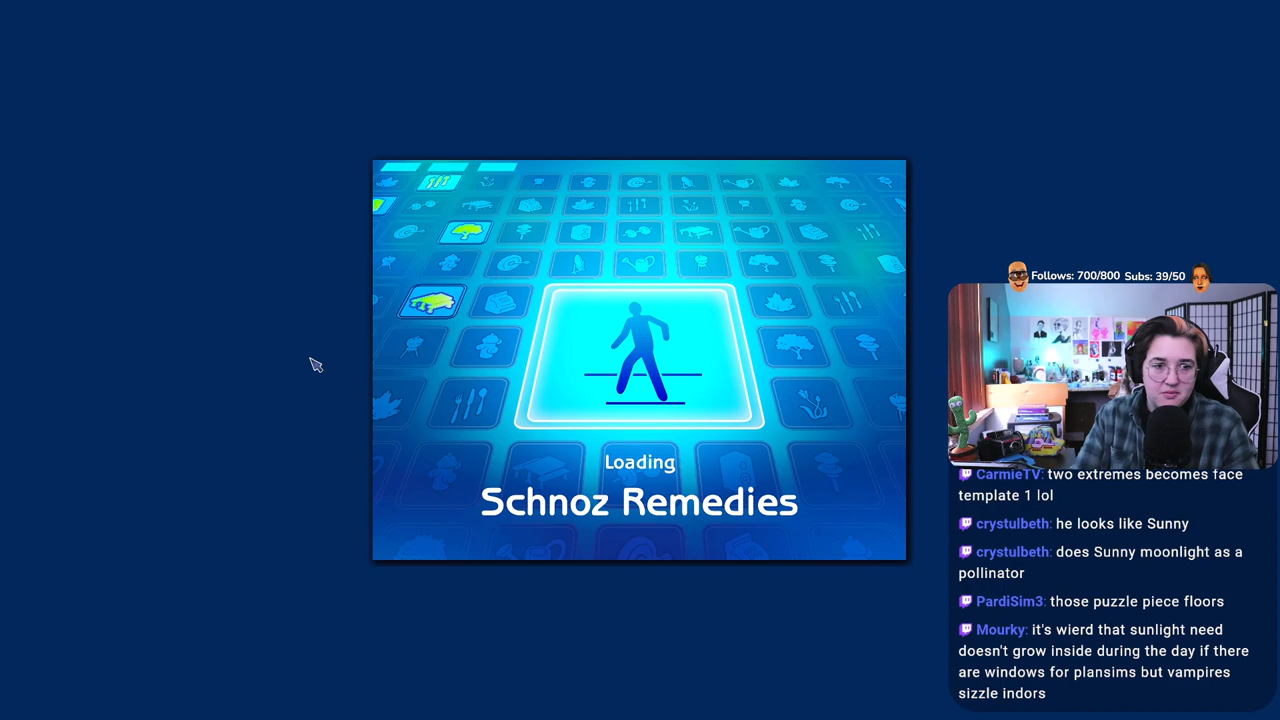 Follows: 700/800 Subs: 39/50
Loading
Schnoz Remedies
CarmieTV: two extremes becomes face
template 1 lol
crystulbeth: he looks like Sunny
crystulbeth: does Sunny moonlight as a
pollinator
PardiSim3: those puzzle piece floors
Mourky: it's wierd that sunlight need
doesn't grow inside during the day if there
are windows for plansims but vampires
sizzle indors